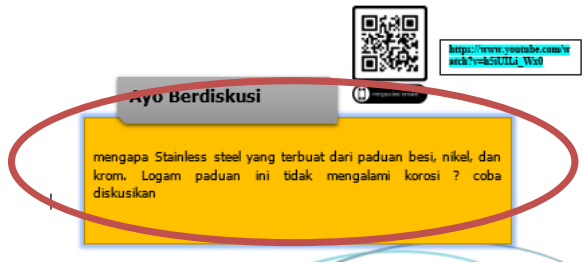 https://www.youtube.com/w
atch?v=h5iUILi_Wx0
Ayo Berdiskusi
mengapa Stainless steel yang terbuat dari paduan besi, nikel, dan
krom. Logam paduan ini tidak mengalami korosi ? coba
diskusikan